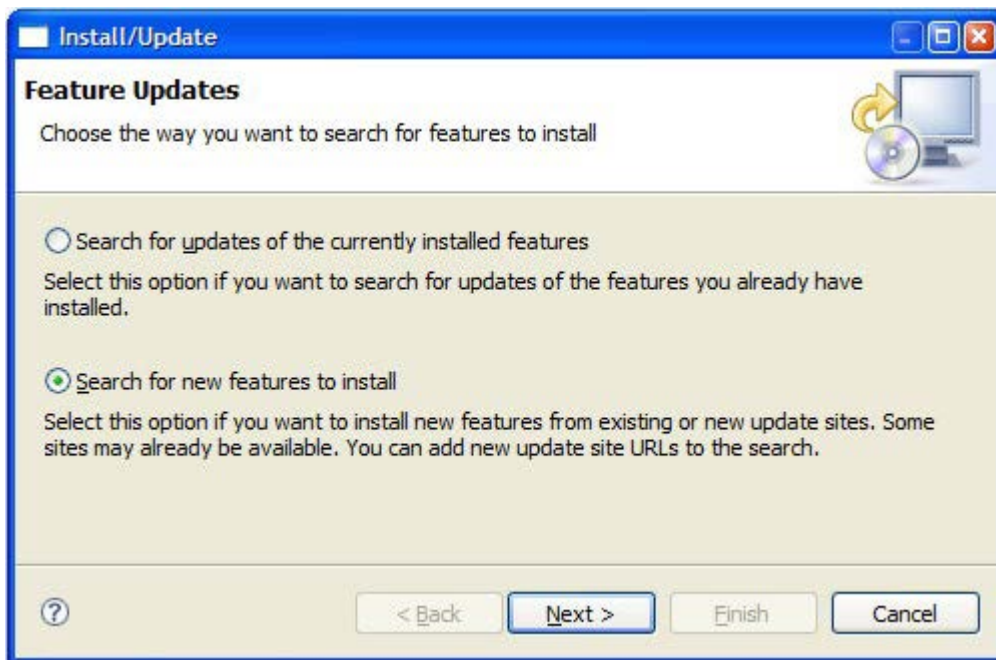 Install/Update
Feature Updates
Choose the way you want to search for features to install
Search for updates of the currently installed features
Select this option if you want to search for updates of the features you already have
installed.
Search for new features to install
Select this option if you want to install new features from existing or new update sites. Some
sites may already be available. You can add new update site URLs to the search.
?
< Back
Next >
Finish
Cancel